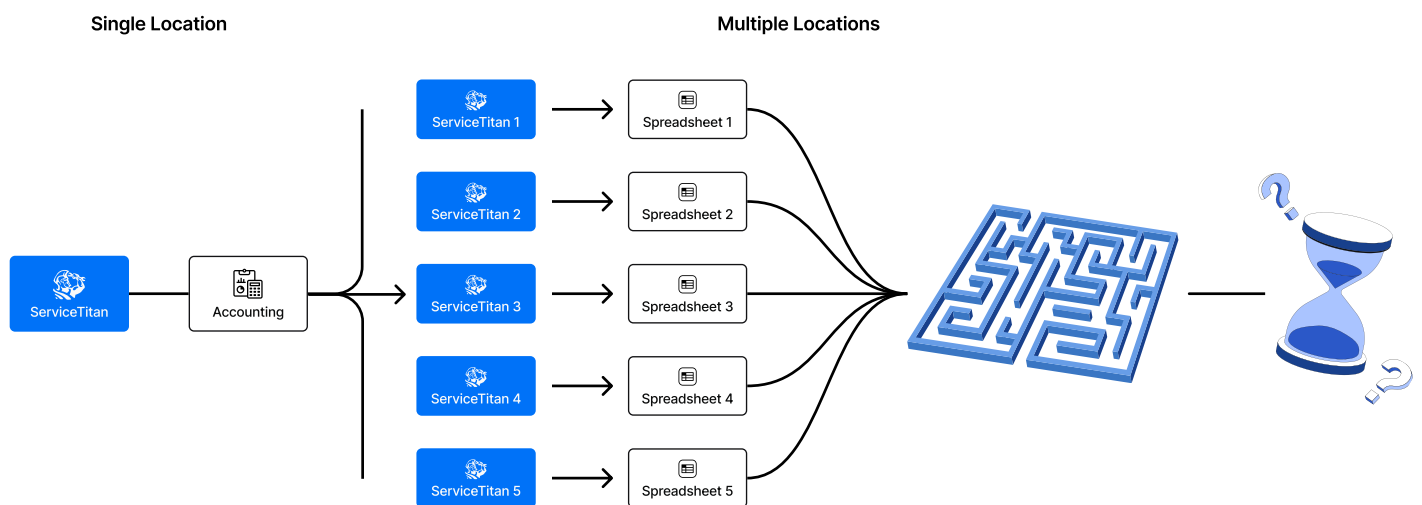 Single Location
Multiple Locations
ServiceTitan
Accounting
ServiceTitan 1
Spreadsheet 1
ServiceTitan 2
Spreadsheet 2
ServiceTitan 3
Spreadsheet 3
ServiceTitan 4
Spreadsheet 4
ServiceTitan 5
Spreadsheet 5
?
?